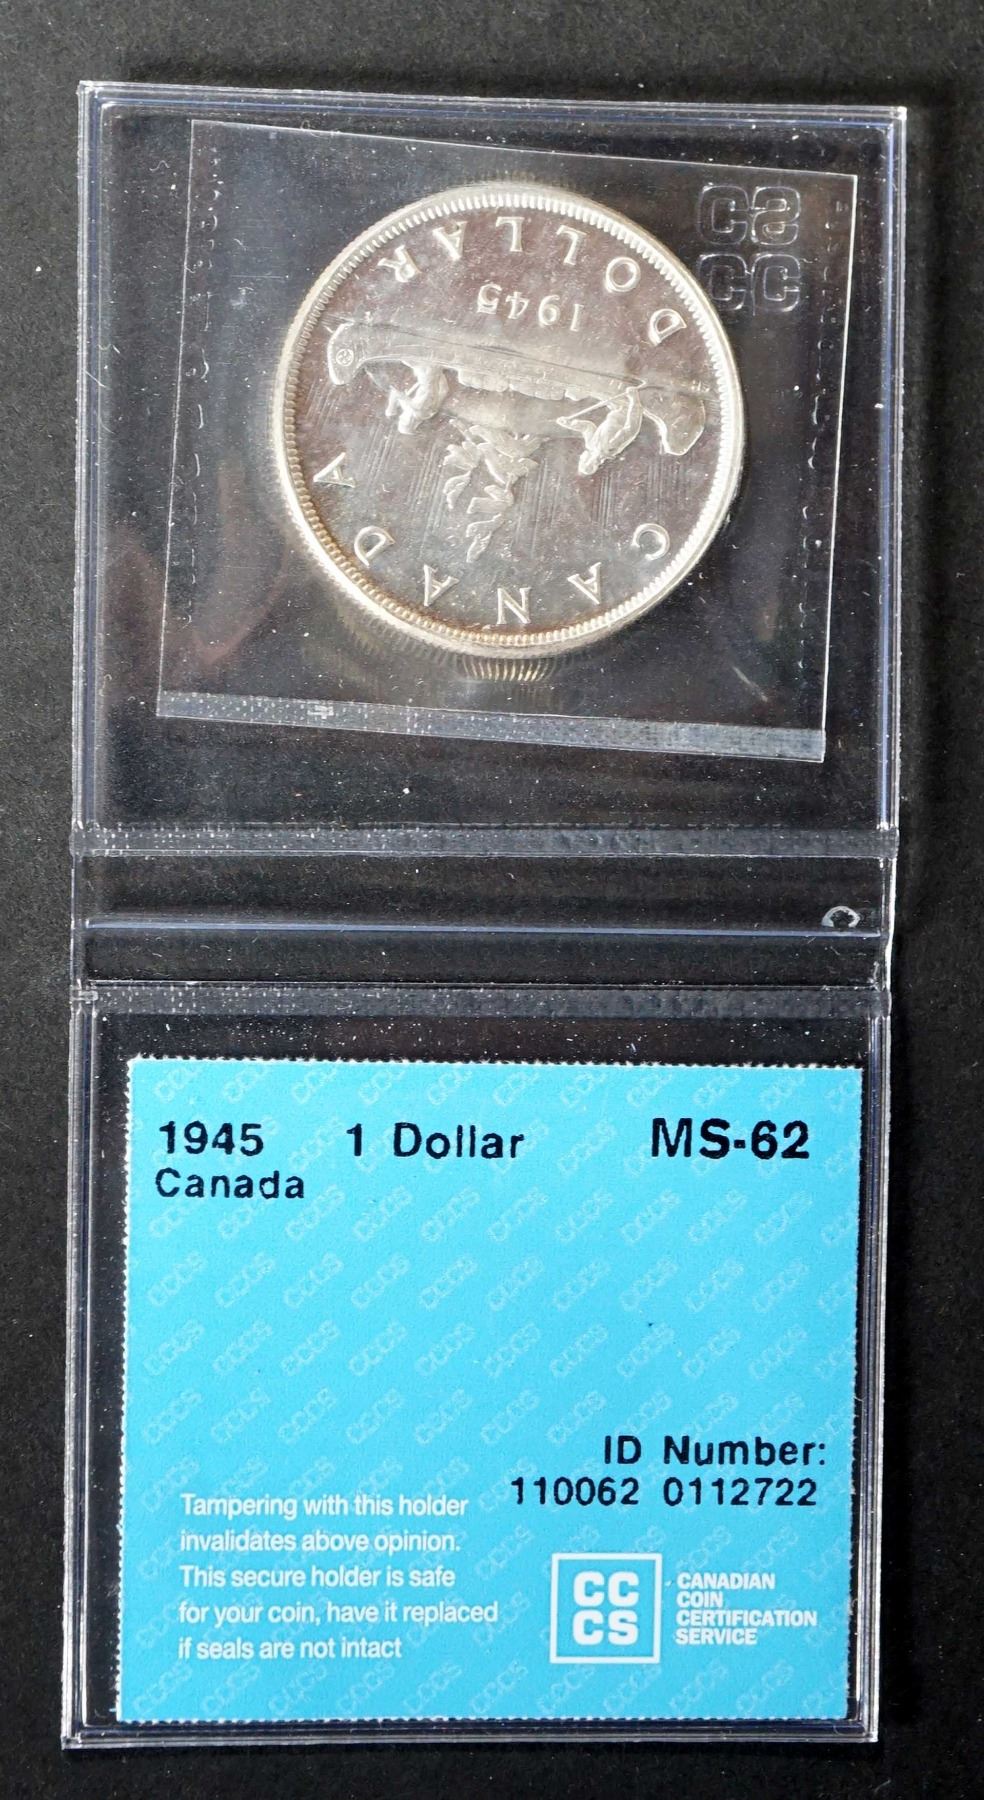 CCCS
DOLLAR
1945
CANADA
1945 1 Dollar MS-62
Canada
ID Number:
110062 0112722
Tampering with this holder
invalidates above opinion.
This secure holder is safe
for your coin, have it replaced
if seals are not intact
CC
CS
CANADIAN
COIN
CERTIFICATION
SERVICE